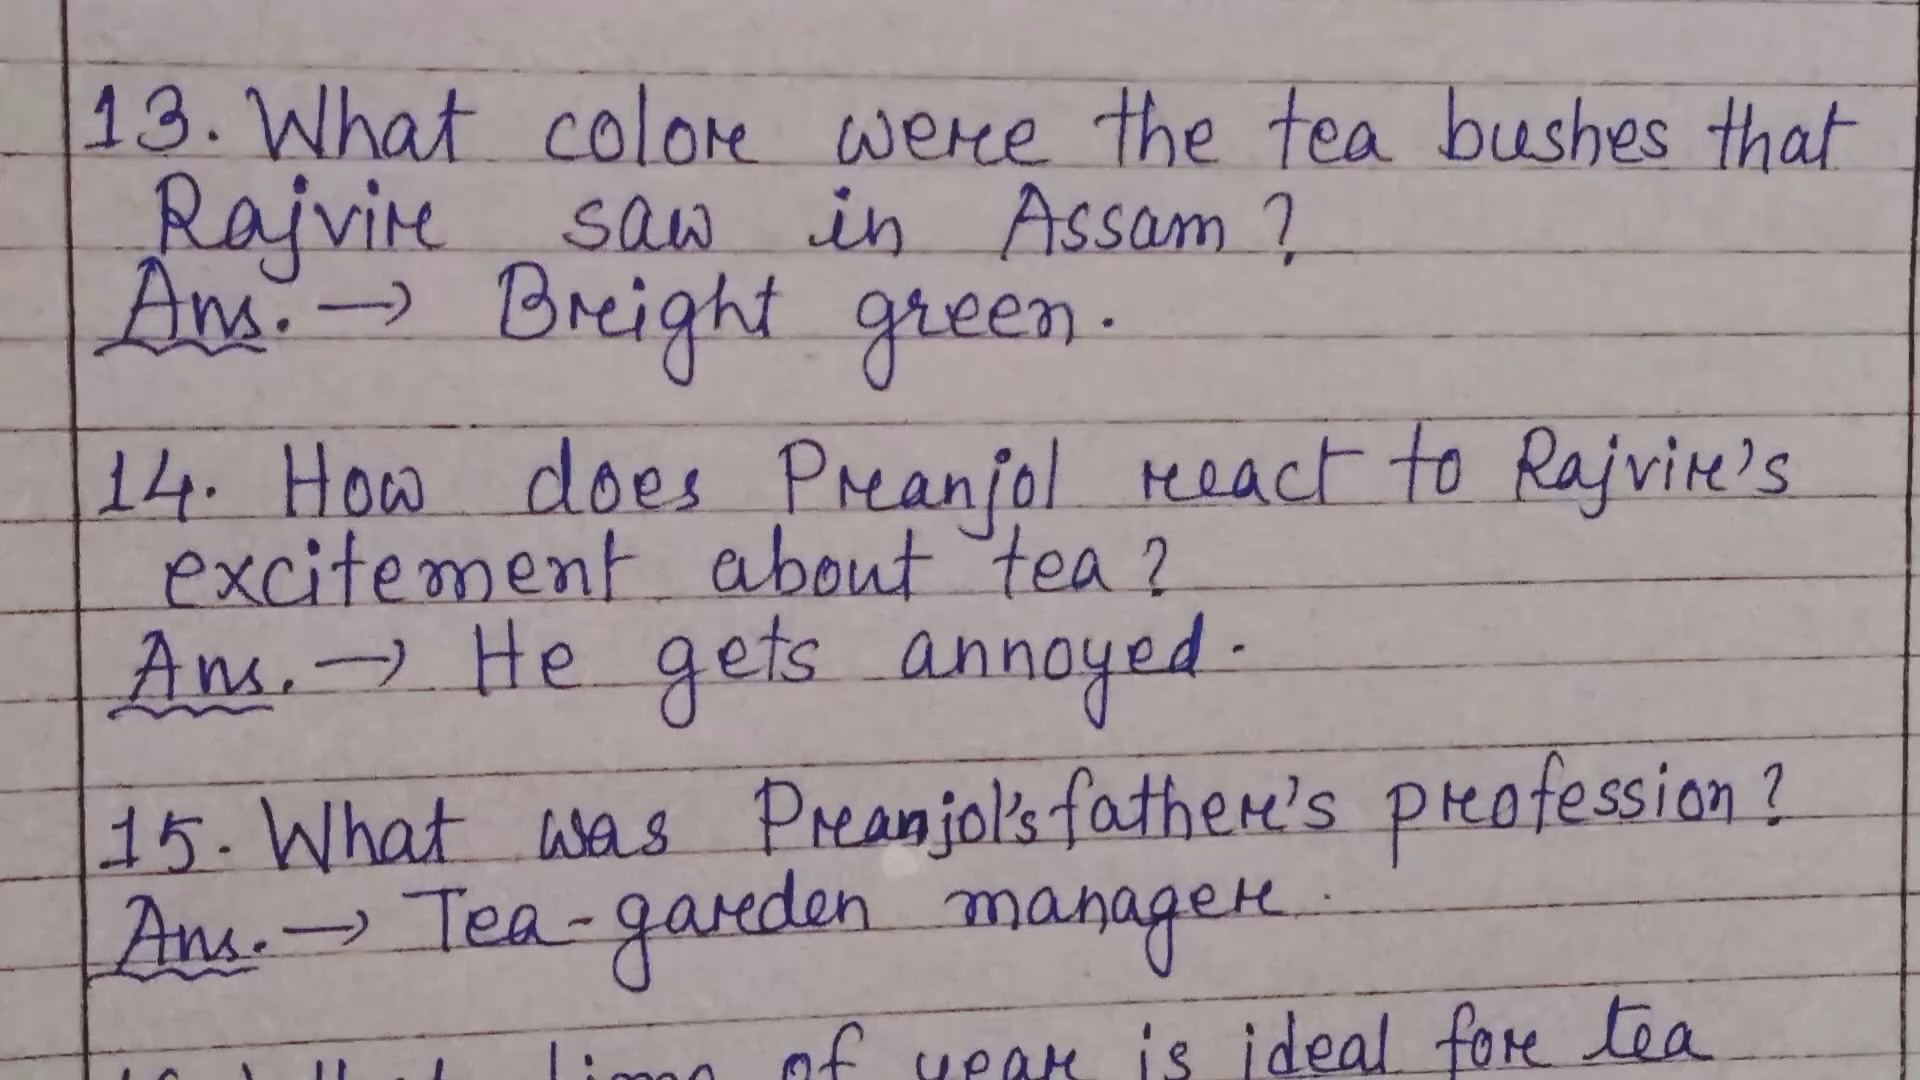 13. What color were the tea bushes that
Rajvir saw in Assam?
Ans. → Bright green.
14. How does Pranjol react to Rajvir's
excitement about tea?
Ans. → He gets annoyed.
15. What was Pranjol's father's profession?
Ans. → Tea-garden manager.
time of year is ideal for tea